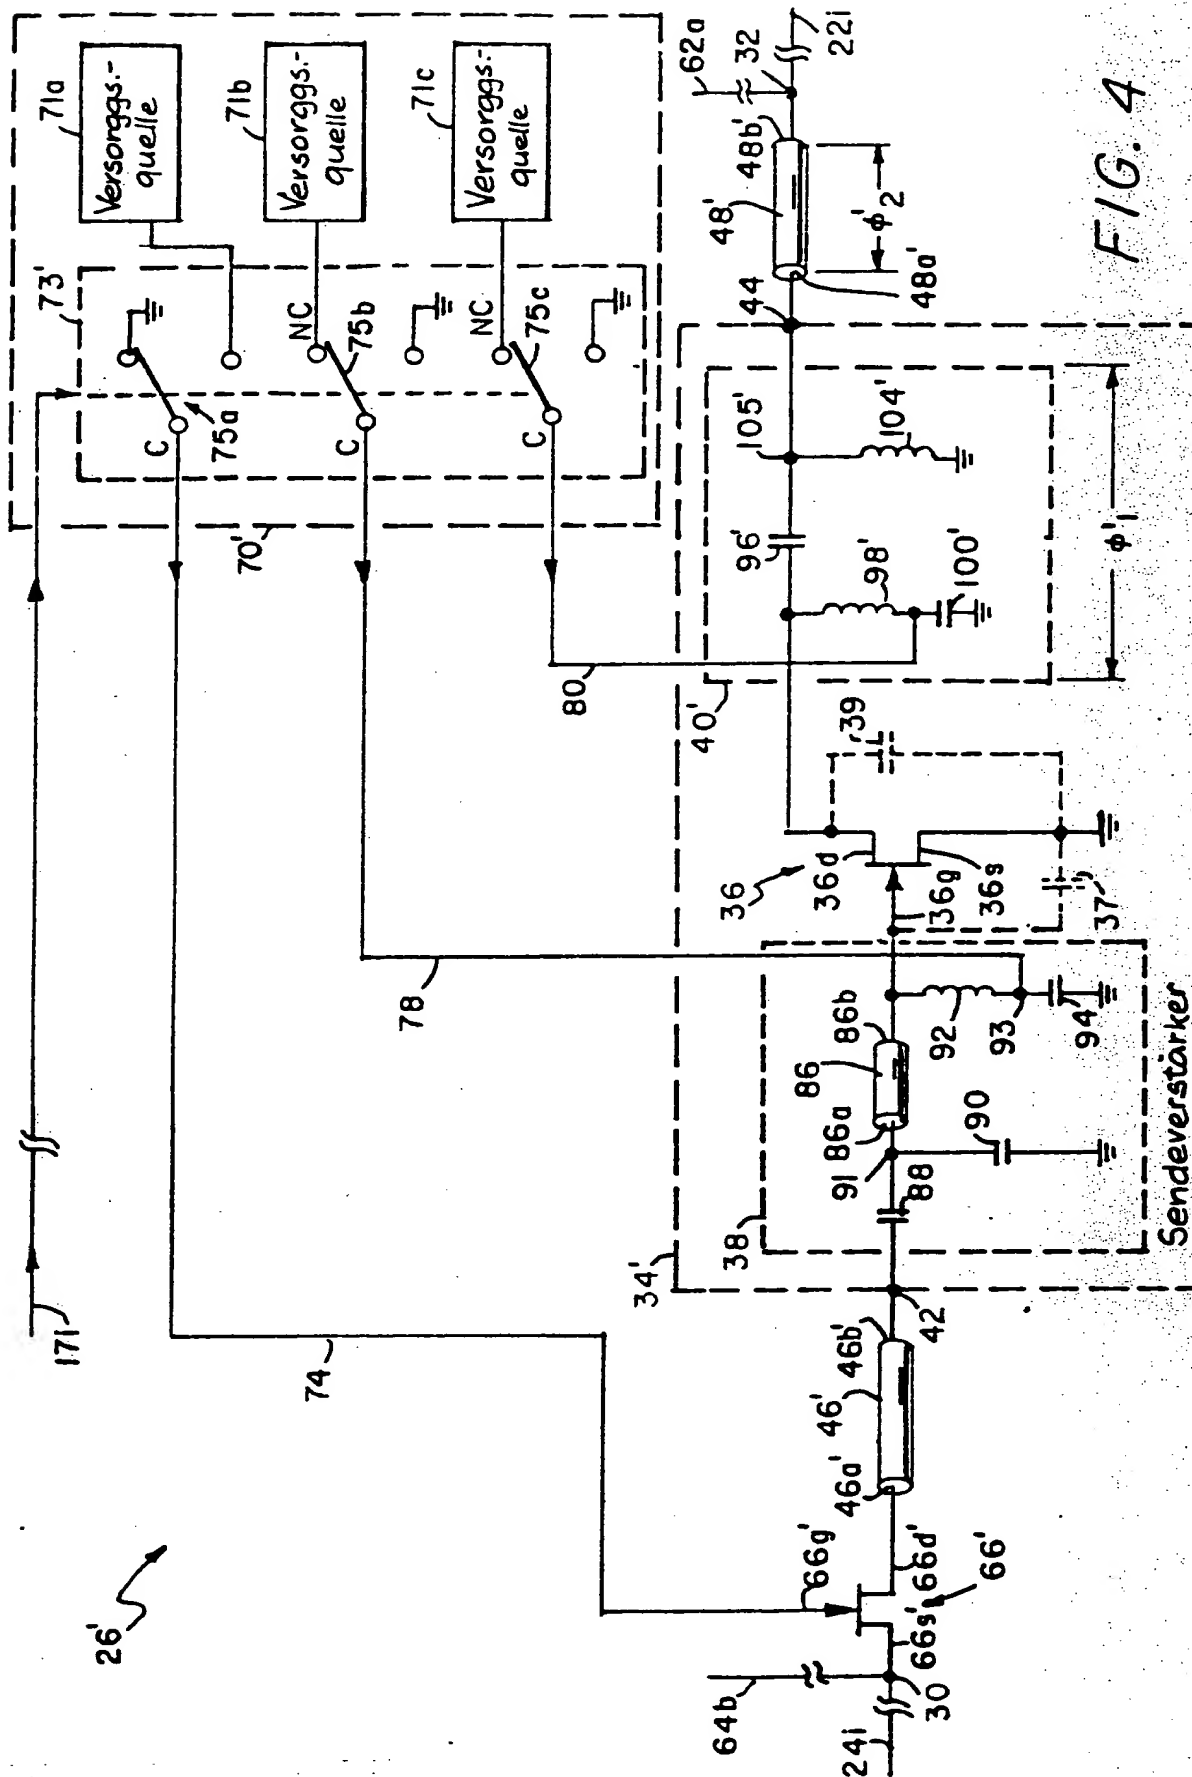 26'
17i
73'
71a
Versorggs.-
quelle
71b
Versorggs.-
quelle
71c
Versorggs.-
quelle
NC
NC
C
C
C
75a
75b
75c
70'
74
78
80
64b
24i
30
66s'
66g'
66d'
66'
46a'
46'
46b'
42
34'
38
88
91
90
86a
86
86b
92
93
94
36
36d
36g
36s
37
39
40'
96'
98'
100'
105'
104'
ϕ'1
44
48a'
48'
48b'
ϕ'2
62a
32
22i
Sendeverstärker
FIG. 4